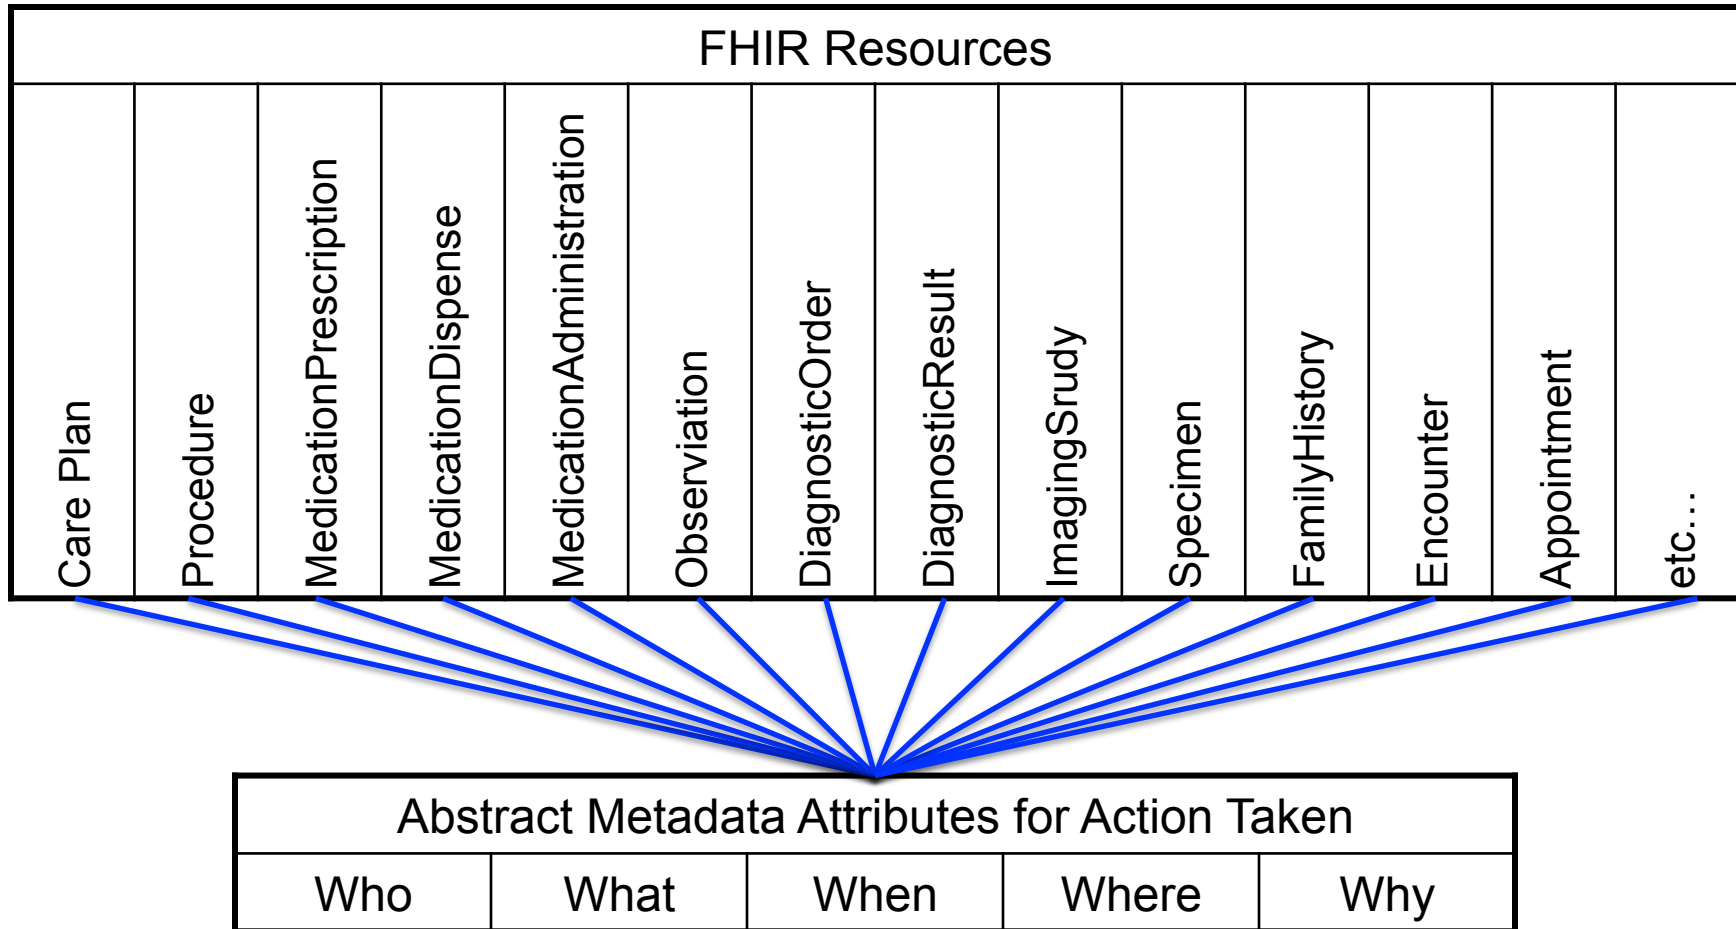 FHIR Resources
Care Plan
Procedure
MedicationPrescription
MedicationDispense
MedicationAdministration
Observiation
DiagnosticOrder
DiagnosticResult
ImagingSrudy
Specimen
FamilyHistory
Encounter
Appointment
etc…
Abstract Metadata Attributes for Action Taken
Who
What
When
Where
Why